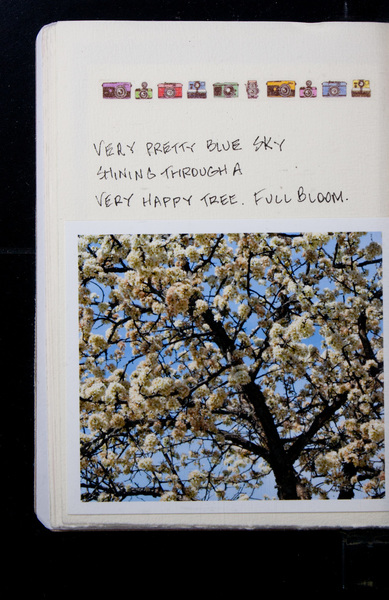 VERY PRETTY BLUE SKY
SHINING THROUGH A
VERY HAPPY TREE. FULL BLOOM.